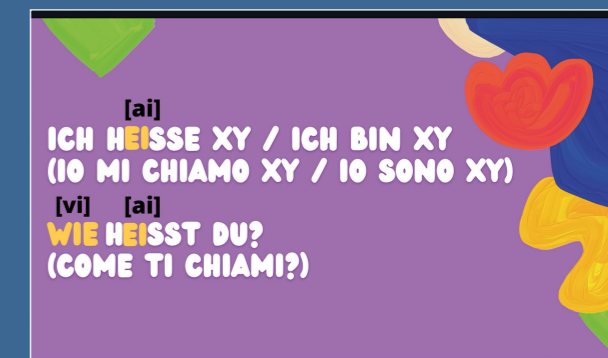 [ai]
ICH HEISSE XY / ICH BIN XY
(IO MI CHIAMO XY / IO SONO XY)
[vi] [ai]
WIE HEISST DU?
(COME TI CHIAMI?)